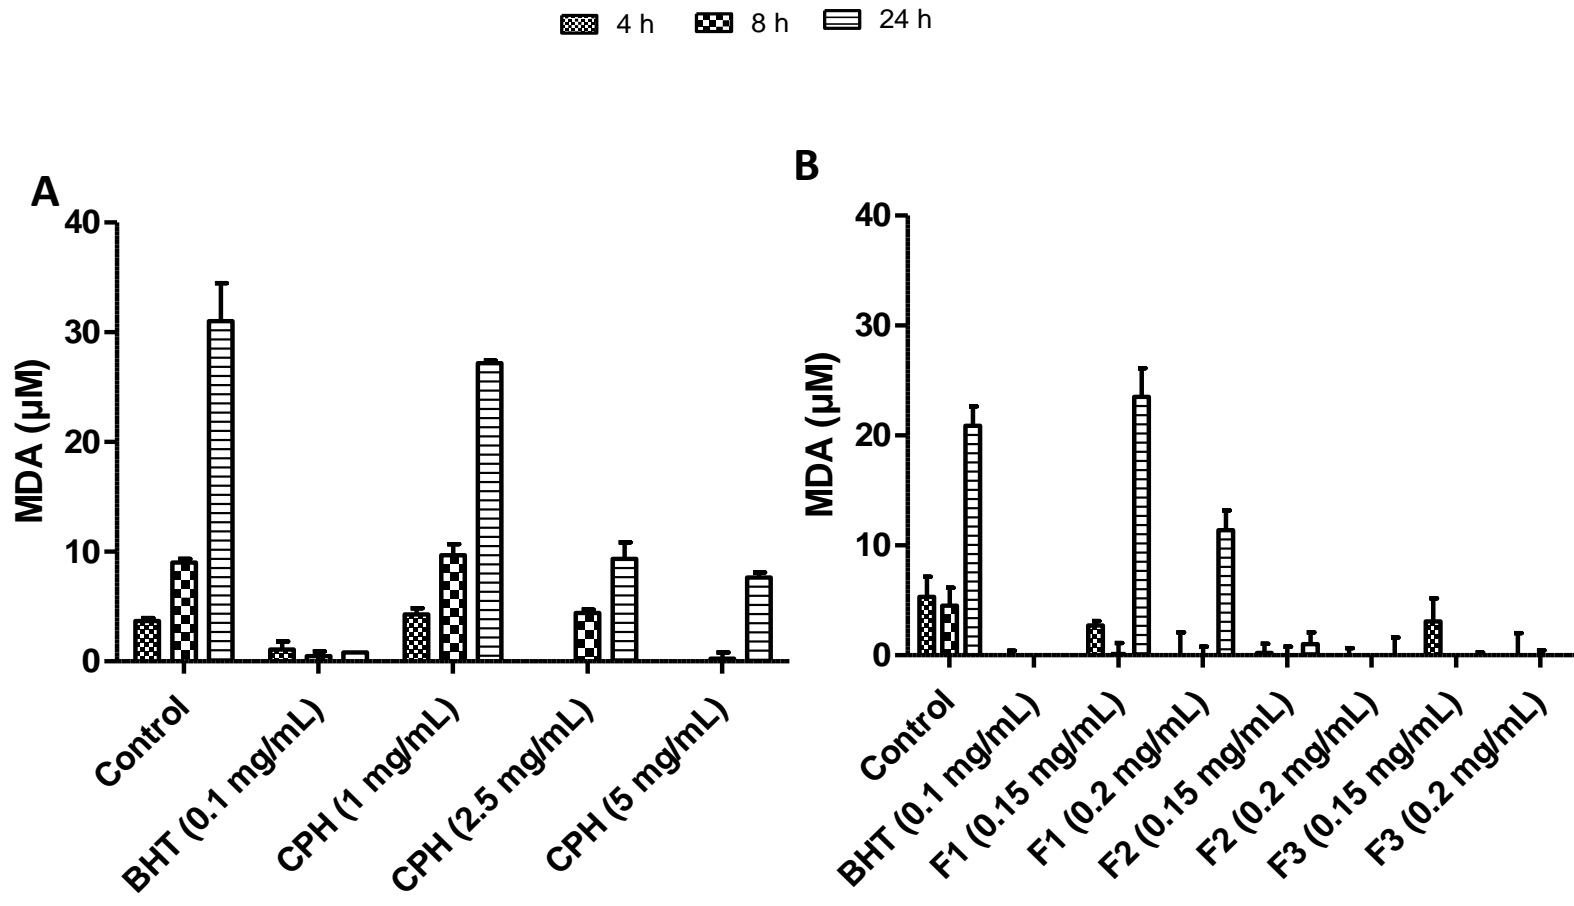 4 h 8 h 24 h
A
40
30
20
10
0
MDA (µM)
Control
BHT (0.1 mg/mL)
CPH (1 mg/mL)
CPH (2.5 mg/mL)
CPH (5 mg/mL)
B
40
30
20
10
0
MDA (µM)
Control
BHT (0.1 mg/mL)
F1 (0.15 mg/mL)
F1 (0.2 mg/mL)
F2 (0.15 mg/mL)
F2 (0.2 mg/mL)
F3 (0.15 mg/mL)
F3 (0.2 mg/mL)